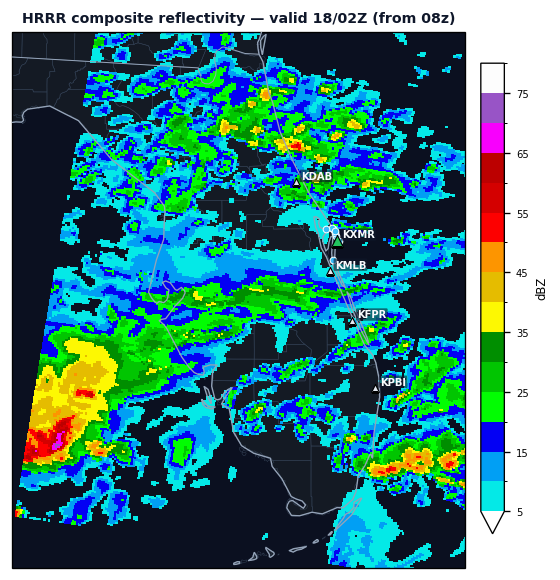 HRRR composite reflectivity — valid 18/02Z (from 08z)
KDAB
KXMR
KMLB
KFPR
KPBI
75
65
55
45
35
25
15
5
dBZ